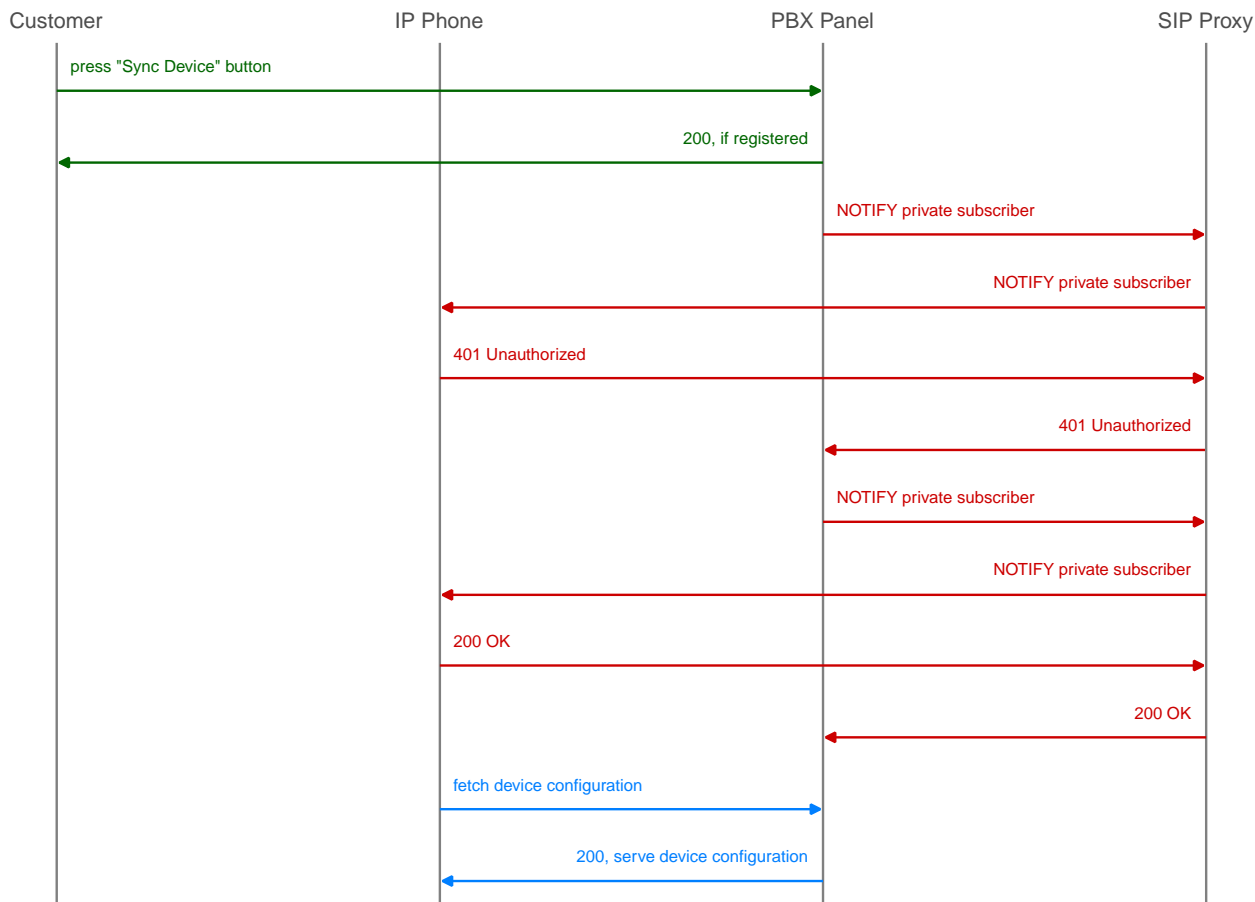 Customer
IP Phone
PBX Panel
SIP Proxy
press "Sync Device" button
200, if registered
NOTIFY private subscriber
NOTIFY private subscriber
401 Unauthorized
401 Unauthorized
NOTIFY private subscriber
NOTIFY private subscriber
200 OK
200 OK
fetch device configuration
200, serve device configuration